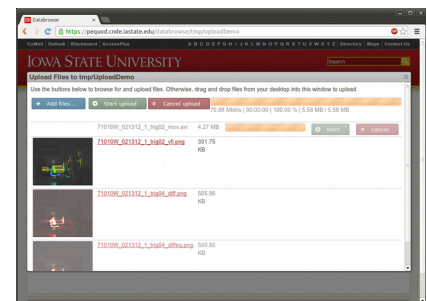 Databrowse
https://pequod.cnde.iastate.edu/databrowse/tmp/UploadDemo
CyMail | Outlook | Blackboard | AccessPlus
A B C D E F G H I J K L M N O P Q R S T U V W X Y Z | Directory | Maps | Contact Us
IOWA STATE UNIVERSITY
Search
Upload Files to tmp/UploadDemo
Use the buttons below to browse for and upload files. Otherwise, drag and drop files from your desktop into this window to upload.
Add files... Start upload Cancel upload
70.88 Mbit/s | 00:00:00 | 100.00 % | 5.58 MB / 5.58 MB
71010W_021312_1_trig02_mov.avi 4.27 MB Start Cancel
71010W_021312_1_trig02_vfi.png 301.75 KB
71010W_021312_1_trig04_diff.png 505.56 KB
71010W_021312_1_trig04_diffeq.png 500.50 KB